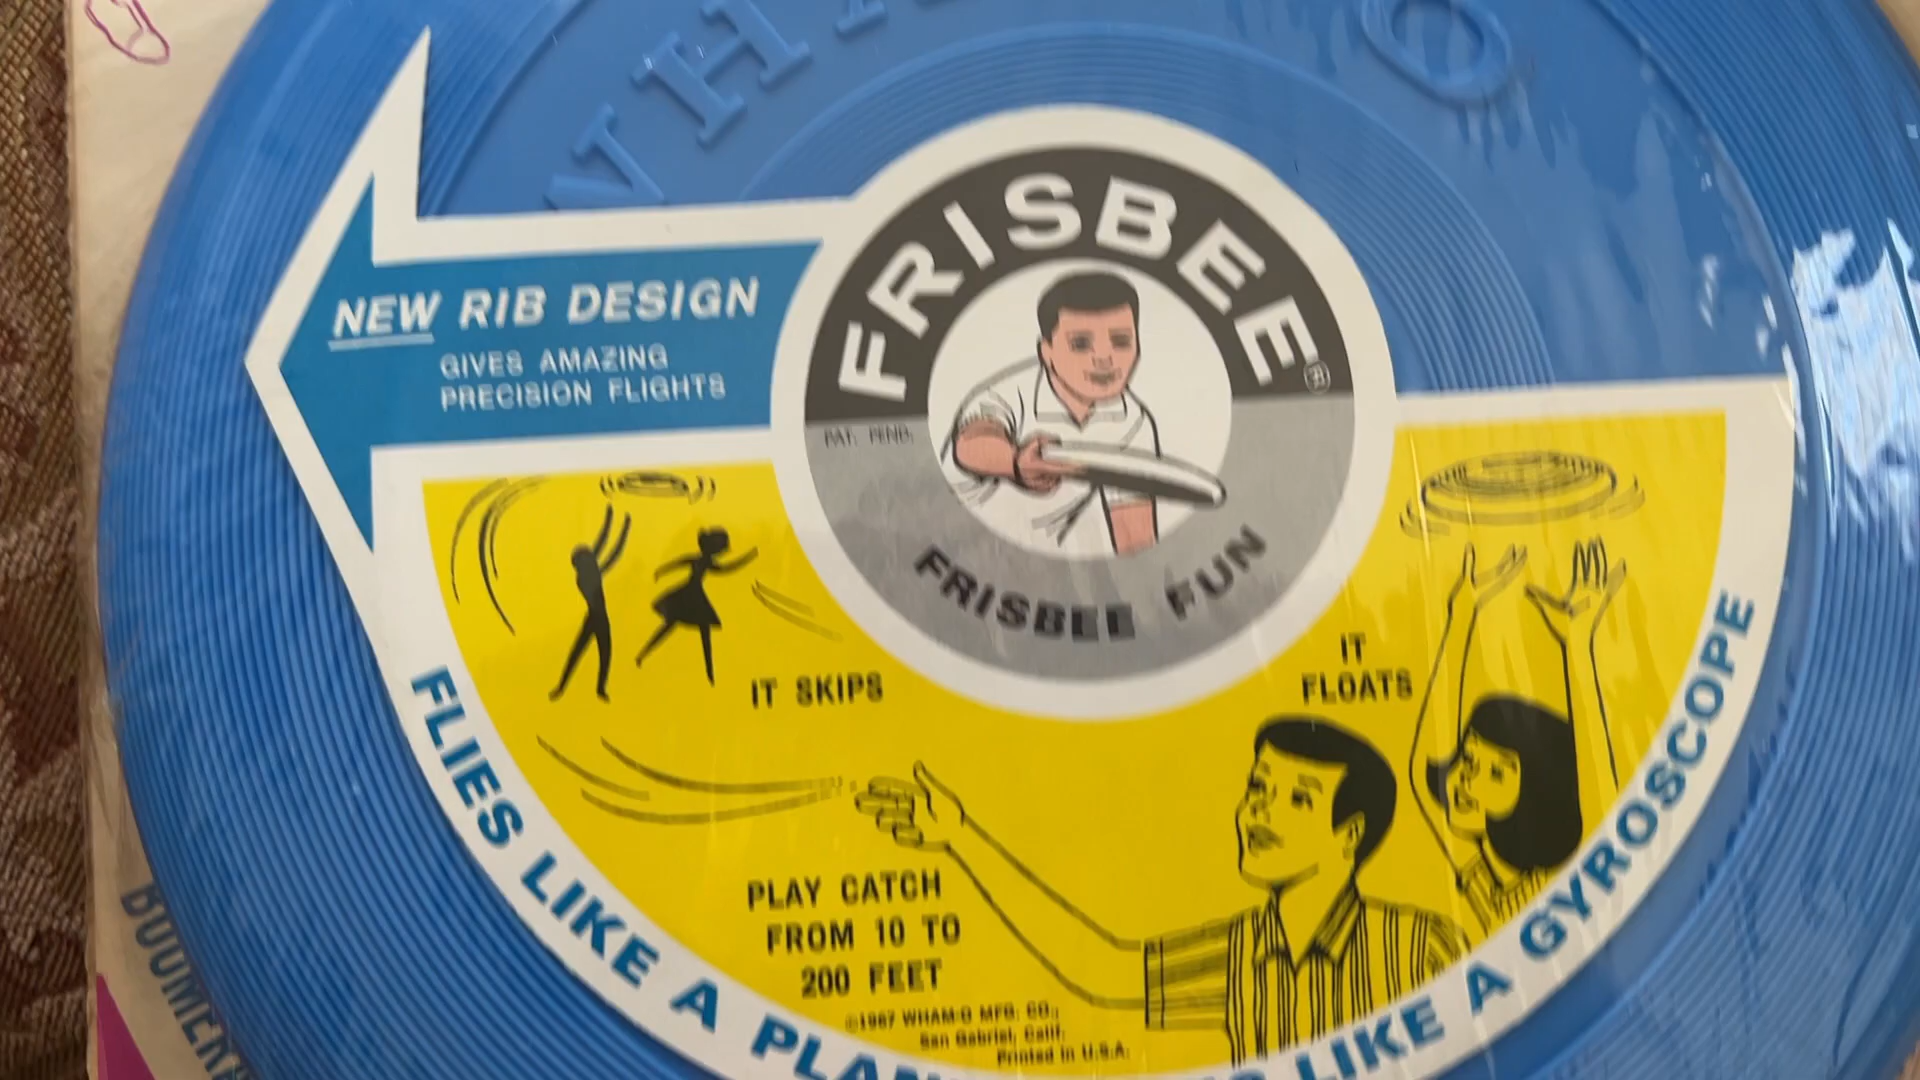 WHA
O
FRISBEE®
NEW RIB DESIGN
GIVES AMAZING
PRECISION FLIGHTS
PAT. PEND.
FRISBEE FUN
IT SKIPS
IT
FLOATS
PLAY CATCH
FROM 10 TO
200 FEET
©1967 WHAM-O MFG. CO.,
San Gabriel, Calif.
Printed in U.S.A.
FLIES LIKE A LIKE A GYROSCOPE